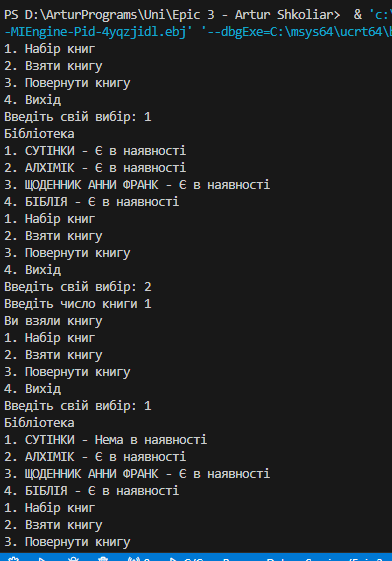 PS D:\ArturPrograms\Uni\Epic 3 - Artur Shkoliar>  & 'c:\
-MIEngine-Pid-4yqzjidl.ebj' '--dbgExe=C:\msys64\ucrt64\b
1. Набір книг
2. Взяти книгу
3. Повернути книгу
4. Вихід
Введіть свій вибір: 1
Бібліотека
1. СУТІНКИ - Є в наявності
2. АЛХІМІК - Є в наявності
3. ЩОДЕННИК АННИ ФРАНК - Є в наявності
4. БІБЛІЯ - Є в наявності
1. Набір книг
2. Взяти книгу
3. Повернути книгу
4. Вихід
Введіть свій вибір: 2
Введіть число книги 1
Ви взяли книгу
1. Набір книг
2. Взяти книгу
3. Повернути книгу
4. Вихід
Введіть свій вибір: 1
Бібліотека
1. СУТІНКИ - Нема в наявності
2. АЛХІМІК - Є в наявності
3. ЩОДЕННИК АННИ ФРАНК - Є в наявності
4. БІБЛІЯ - Є в наявності
1. Набір книг
2. Взяти книгу
3. Повернути книгу